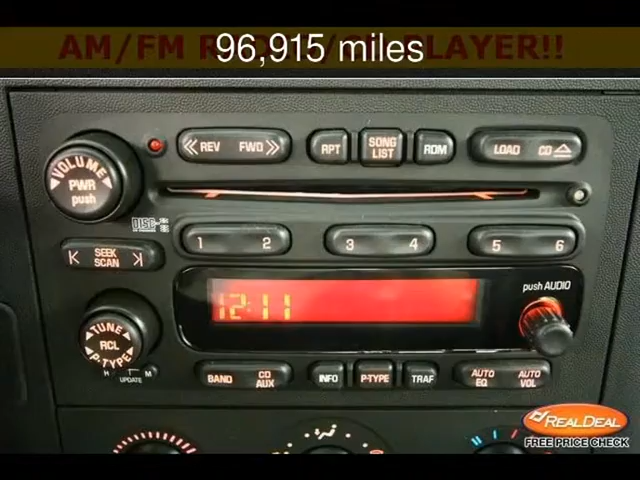 AM/FM PLAYER!!
96,915 miles
VOLUME
PWR
push
REV FWD
RPT
SONG
LIST
RDM
LOAD CD
DISC
1 2
3 4
5 6
SEEK
SCAN
12:11
push AUDIO
TUNE
RCL
P-TYPE
H M
UPDATE
BAND
CD
AUX
INFO
P-TYPE
TRAF
AUTO
EQ
AUTO
VOL
REALDEAL
FREE PRICE CHECK